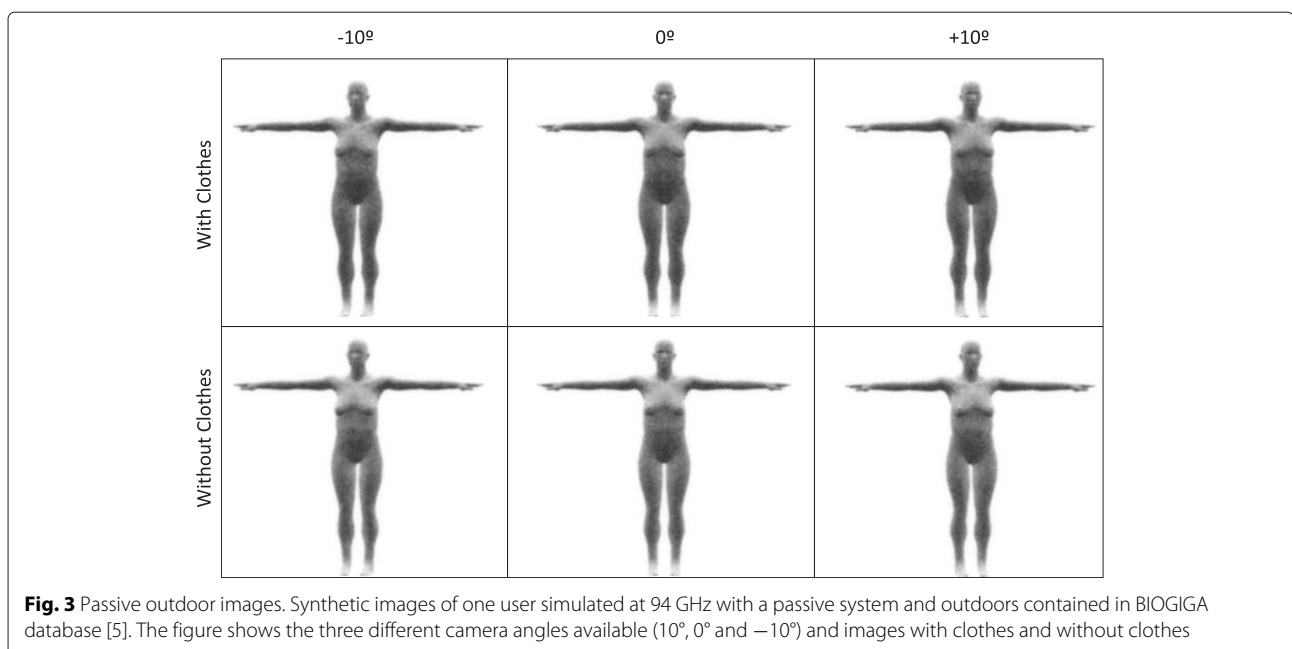 -10º 0º +10º
With Clothes
Without Clothes
Fig. 3 Passive outdoor images. Synthetic images of one user simulated at 94 GHz with a passive system and outdoors contained in BIOGIGA
database [5]. The figure shows the three different camera angles available (10°, 0° and −10°) and images with clothes and without clothes